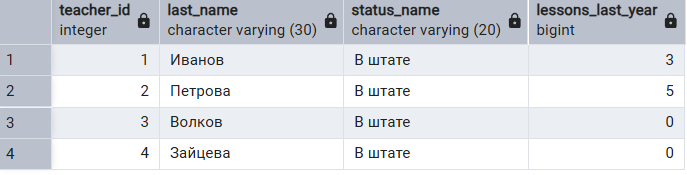 teacher_id last_name status_name lessons_last_year
integer character varying (30) character varying (20) bigint
1 1 Иванов В штате 3
2 2 Петрова В штате 5
3 3 Волков В штате 0
4 4 Зайцева В штате 0